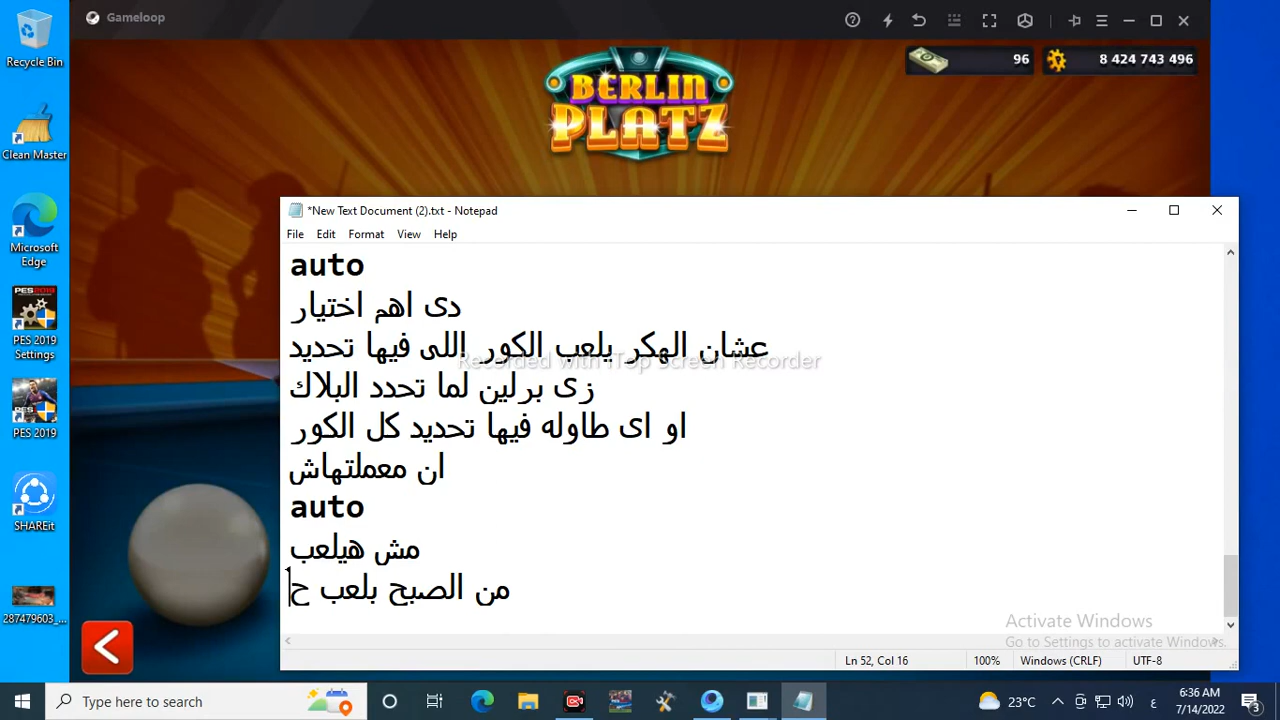 Recycle Bin
Clean Master
Microsoft
Edge
PES 2019
Settings
PES 2019
SHAREit
287479603_...
Gameloop
96
8 424 743 496
BERLIN
PLATZ
*New Text Document (2).txt - Notepad
File Edit Format View Help
auto
دى اهم اختيار
عشان الهكر يلعب الكور اللى فيها تحديد
زى برلين لما تحدد البلاك
او اى طاوله فيها تحديد كل الكور
ان معملتهاش
auto
مش هيلعب
من الصبح بلعب ح
Recorded with iTop Screen Recorder
Activate Windows
Go to Settings to activate Windows.
Ln 52, Col 16 100% Windows (CRLF) UTF-8
Type here to search
23°C
ع
6:36 AM
7/14/2022
3